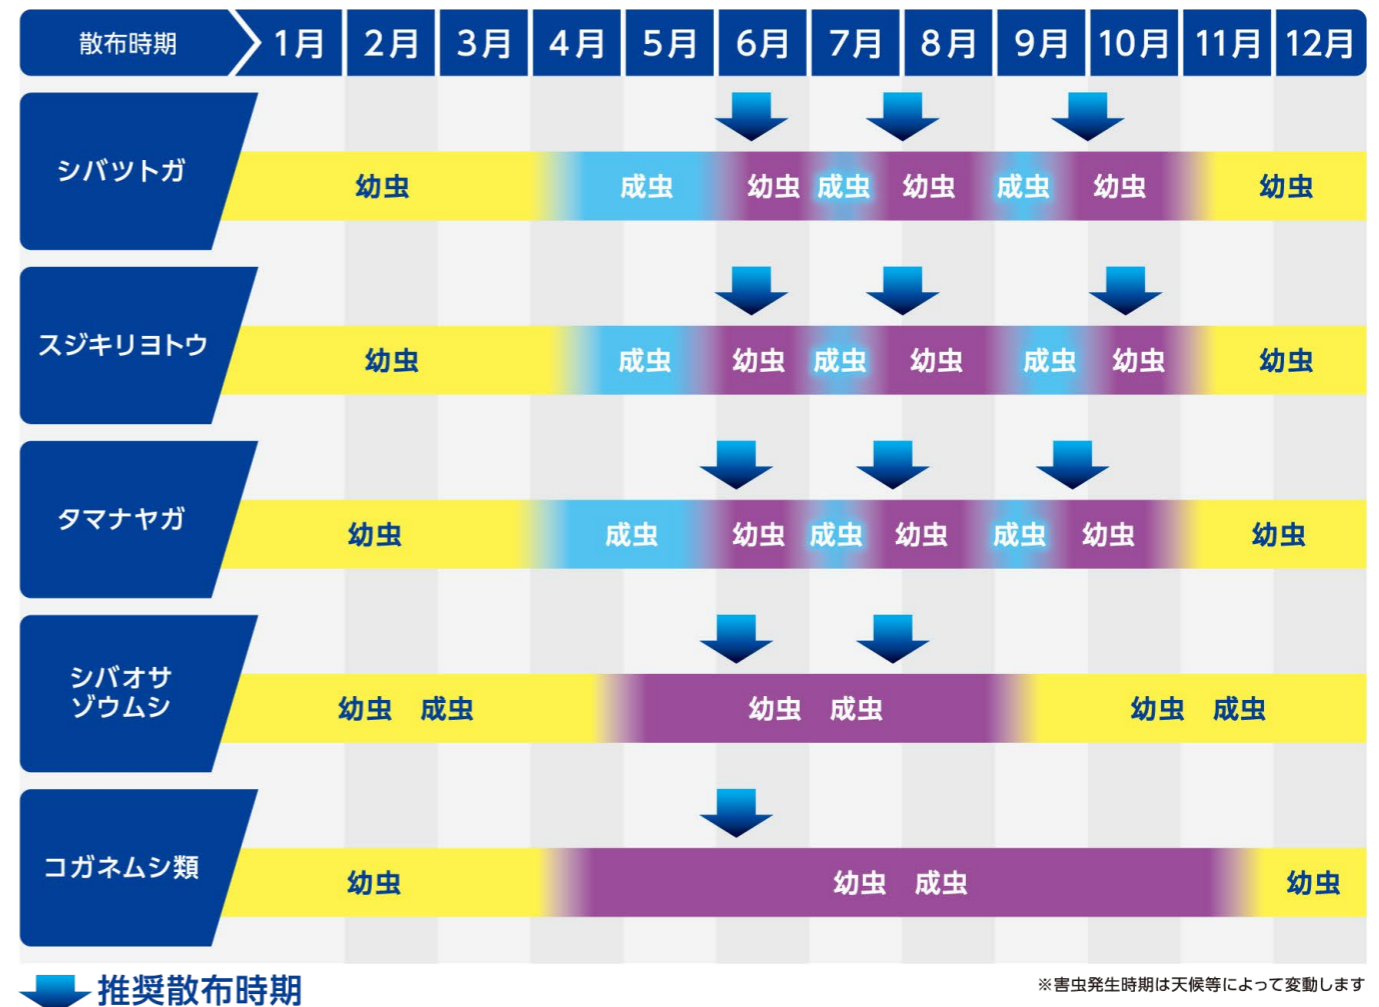 散布時期 1月 2月 3月 4月 5月 6月 7月 8月 9月 10月 11月 12月
シバツトガ
幼虫 成虫 幼虫 成虫 幼虫 成虫 幼虫 幼虫
スジキリヨトウ
幼虫 成虫 幼虫 成虫 幼虫 成虫 幼虫 幼虫
タマナヤガ
幼虫 成虫 幼虫 成虫 幼虫 成虫 幼虫 幼虫
シバオサ
ゾウムシ
幼虫 成虫 幼虫 成虫 幼虫 成虫
コガネムシ類
幼虫 幼虫 成虫 幼虫
推奨散布時期
※害虫発生時期は天候等によって変動します